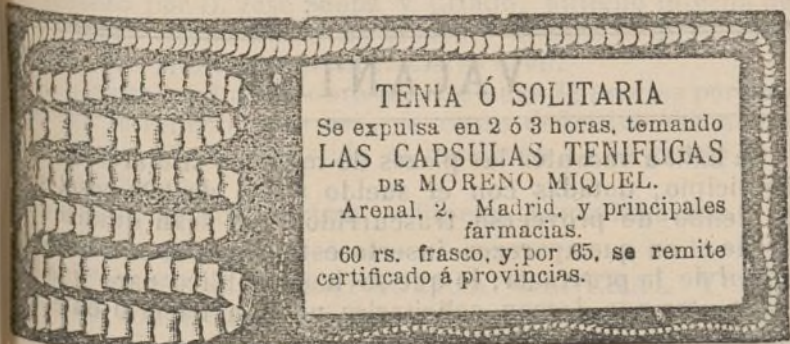 TENIA Ó SOLITARIA
Se expulsa en 2 ó 3 horas, temando
LAS CAPSULAS TENIFUGAS
DE MORENO MIQUEL.
Arenal, 2, Madrid, y principales
farmacias.
60 rs. frasco, y por 65, se remite
certificado á provincias.